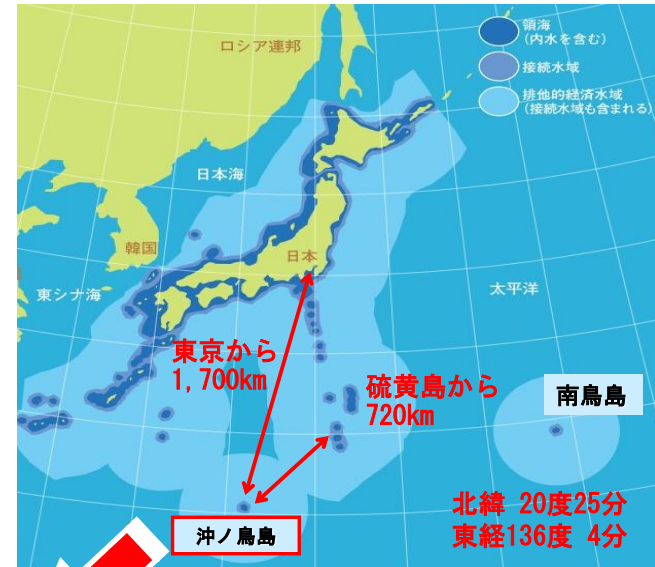 領海
(内水を含む)
接続水域
排他的経済水域
(接続水域も含まれる)
ロシア連邦
日本海
韓国
日本
東シナ海
太平洋
東京から
1,700km
硫黄島から
720km
南鳥島
北緯 20度25分
東経136度 4分
沖ノ鳥島